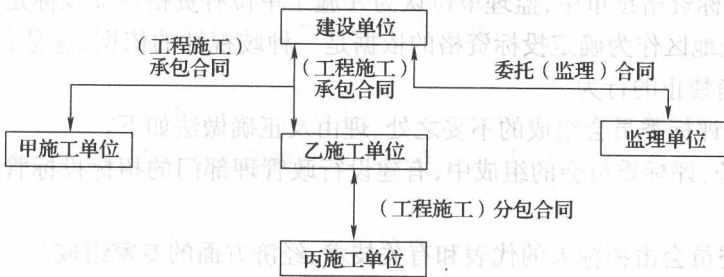 建设单位
（工程施工）
承包合同
（工程施工）
承包合同
委托（监理）合同
甲施工单位
乙施工单位
监理单位
（工程施工）分包合同
丙施工单位